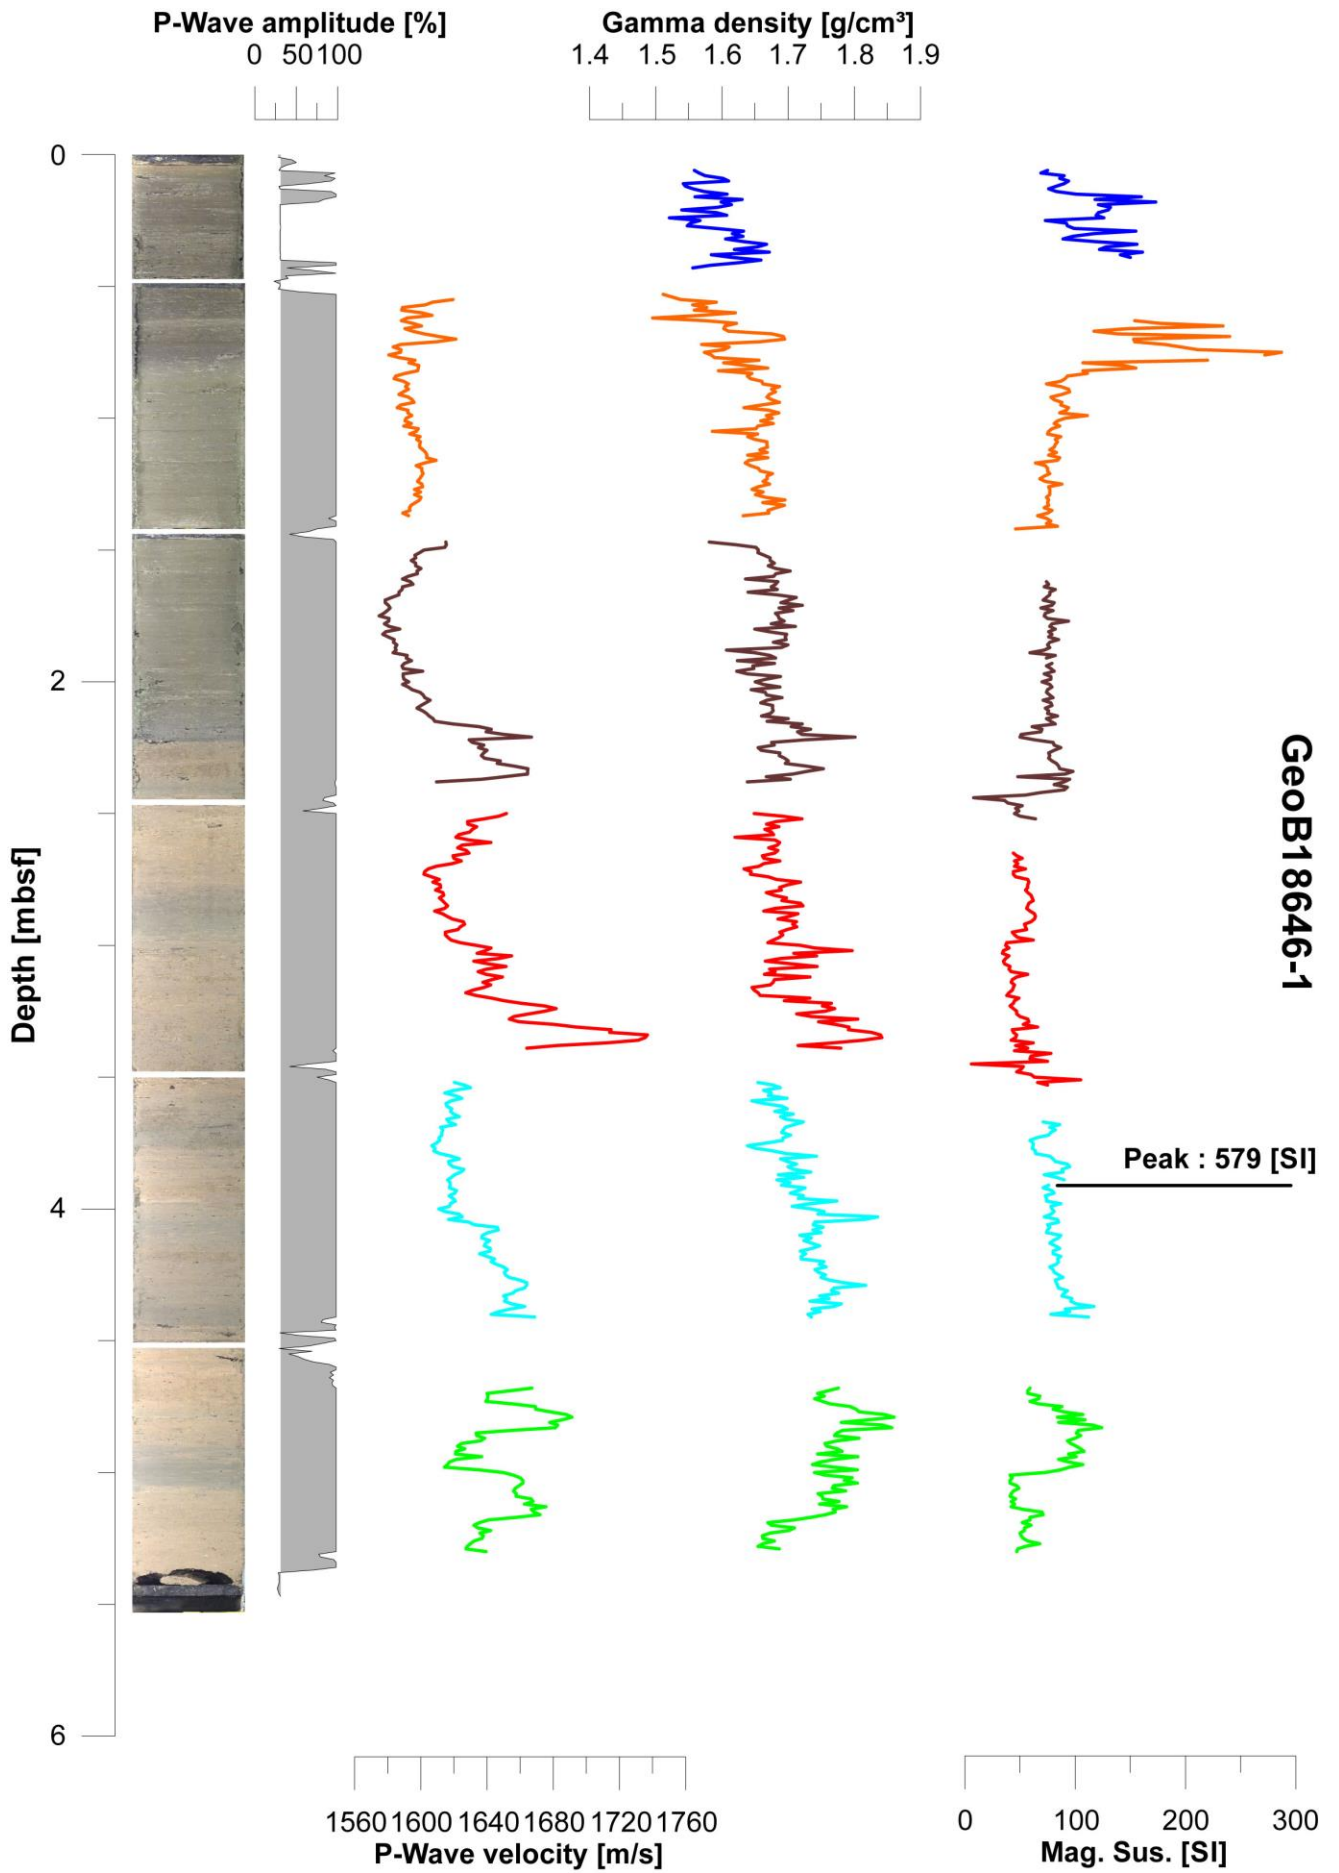 P-Wave amplitude [%]
0 50 100
Gamma density [g/cm³]
1.4 1.5 1.6 1.7 1.8 1.9
0
2
4
6
Depth [mbsf]
GeoB18646-1
Peak : 579 [SI]
1560 1600 1640 1680 1720 1760
P-Wave velocity [m/s]
0 100 200 300
Mag. Sus. [SI]